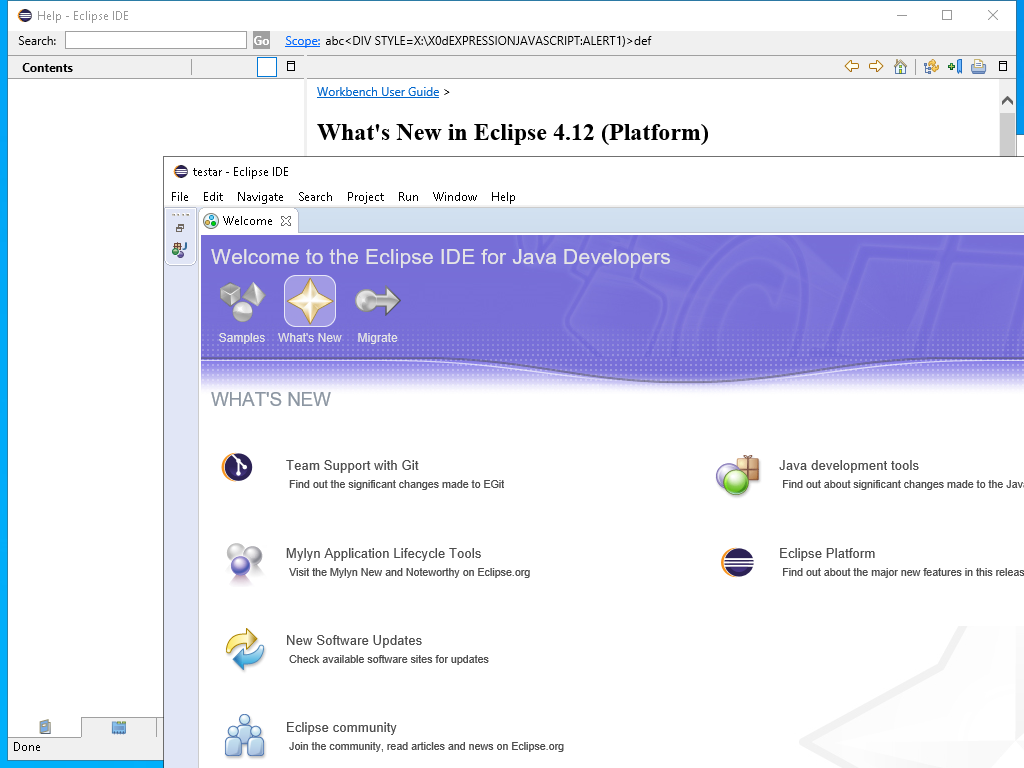 Help - Eclipse IDE
Search: Go Scope: abc<DIV STYLE=X:\X0dEXPRESSIONJAVASCRIPT:ALERT1)>def
Contents
Workbench User Guide >
What's New in Eclipse 4.12 (Platform)
testar - Eclipse IDE
File Edit Navigate Search Project Run Window Help
Welcome
Welcome to the Eclipse IDE for Java Developers
Samples What's New Migrate
WHAT'S NEW
Team Support with Git
Find out the significant changes made to EGit
Java development tools
Find out about significant changes made to the Java
Mylyn Application Lifecycle Tools
Visit the Mylyn New and Noteworthy on Eclipse.org
Eclipse Platform
Find out about the major new features in this releas
New Software Updates
Check available software sites for updates
Eclipse community
Join the community, read articles and news on Eclipse.org
Done